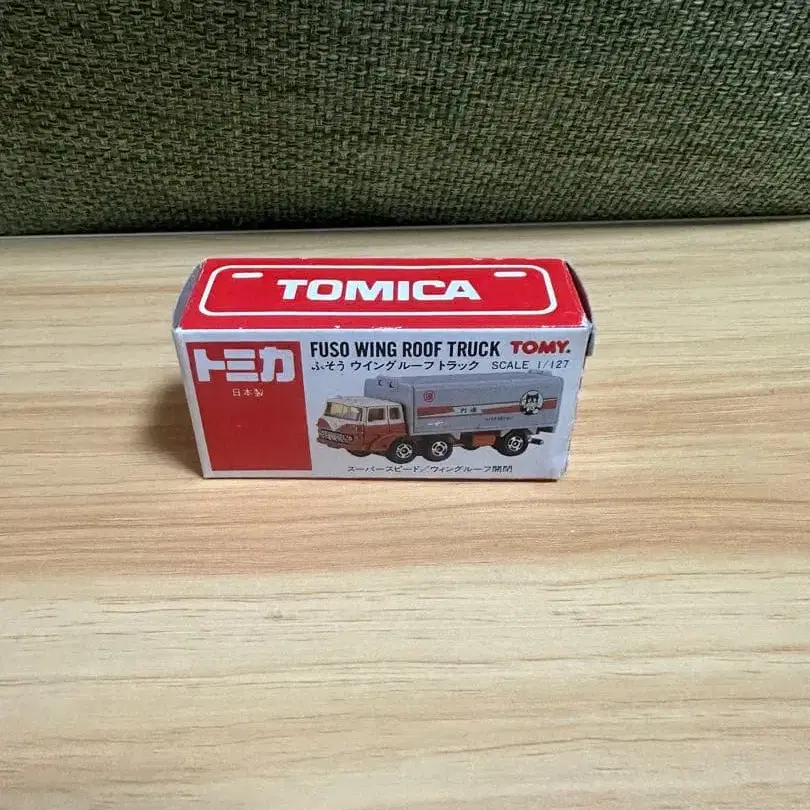 TOMICA
トミカ
日本製
FUSO WING ROOF TRUCK TOMY.
ふそう ウイングルーフトラック SCALE 1/127
スーパースピード/ウィングルーフ開閉